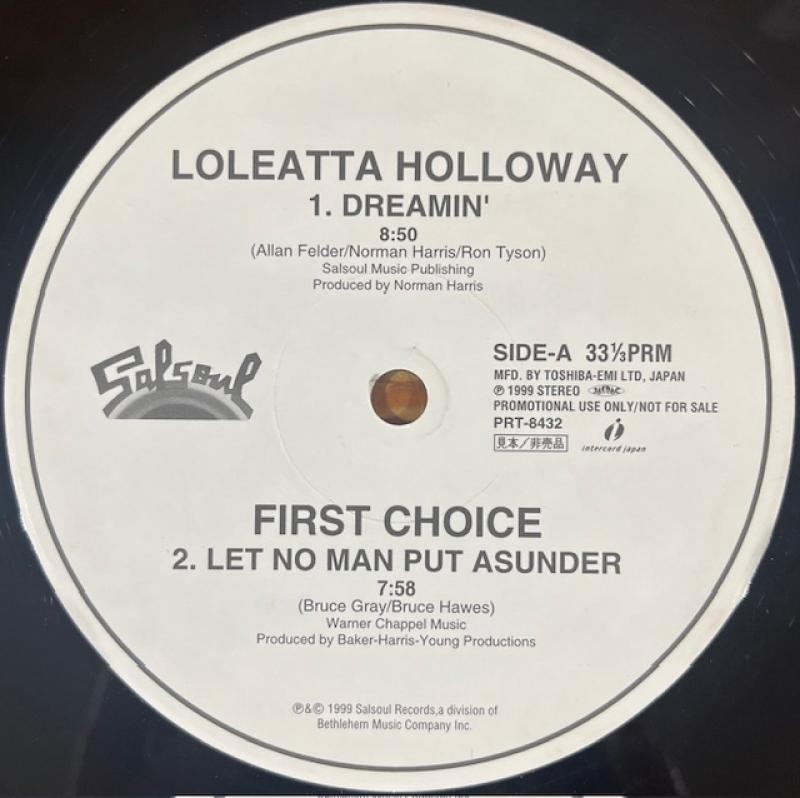 LOLEATTA HOLLOWAY
1. DREAMIN'
8:50
(Allan Felder/Norman Harris/Ron Tyson)
Salsoul Music Publishing
Produced by Norman Harris
Salsoul
SIDE-A 33⅓PRM
MFD. BY TOSHIBA-EMI LTD, JAPAN
℗ 1999 STEREO
PROMOTIONAL USE ONLY/NOT FOR SALE
PRT-8432
見本／非売品
intercord japan
FIRST CHOICE
2. LET NO MAN PUT ASUNDER
7:58
(Bruce Gray/Bruce Hawes)
Warner Chappel Music
Produced by Baker-Harris-Young Productions
℗&© 1999 Salsoul Records,a division of
Bethlehem Music Company Inc.